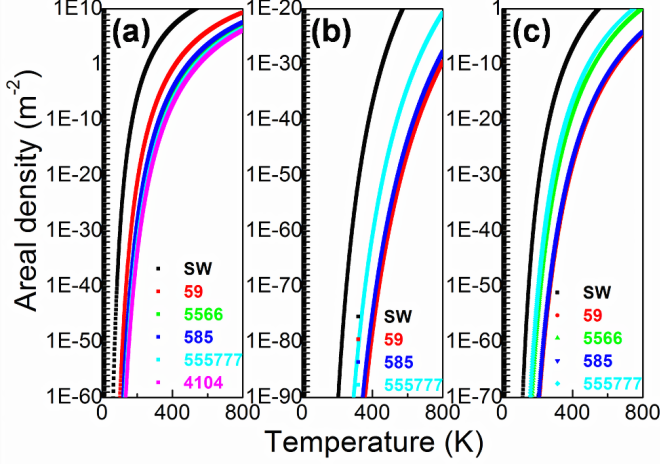 Areal density (m⁻²)
(a)
1E10
1
1E-10
1E-20
1E-30
1E-40
1E-50
1E-60
SW
59
5566
585
555777
4104
0
400
800
(b)
1E-20
1E-30
1E-40
1E-50
1E-60
1E-70
1E-80
1E-90
SW
59
585
555777
0
400
800
(c)
1
1E-10
1E-20
1E-30
1E-40
1E-50
1E-60
1E-70
SW
59
5566
585
555777
0
400
800
Temperature (K)